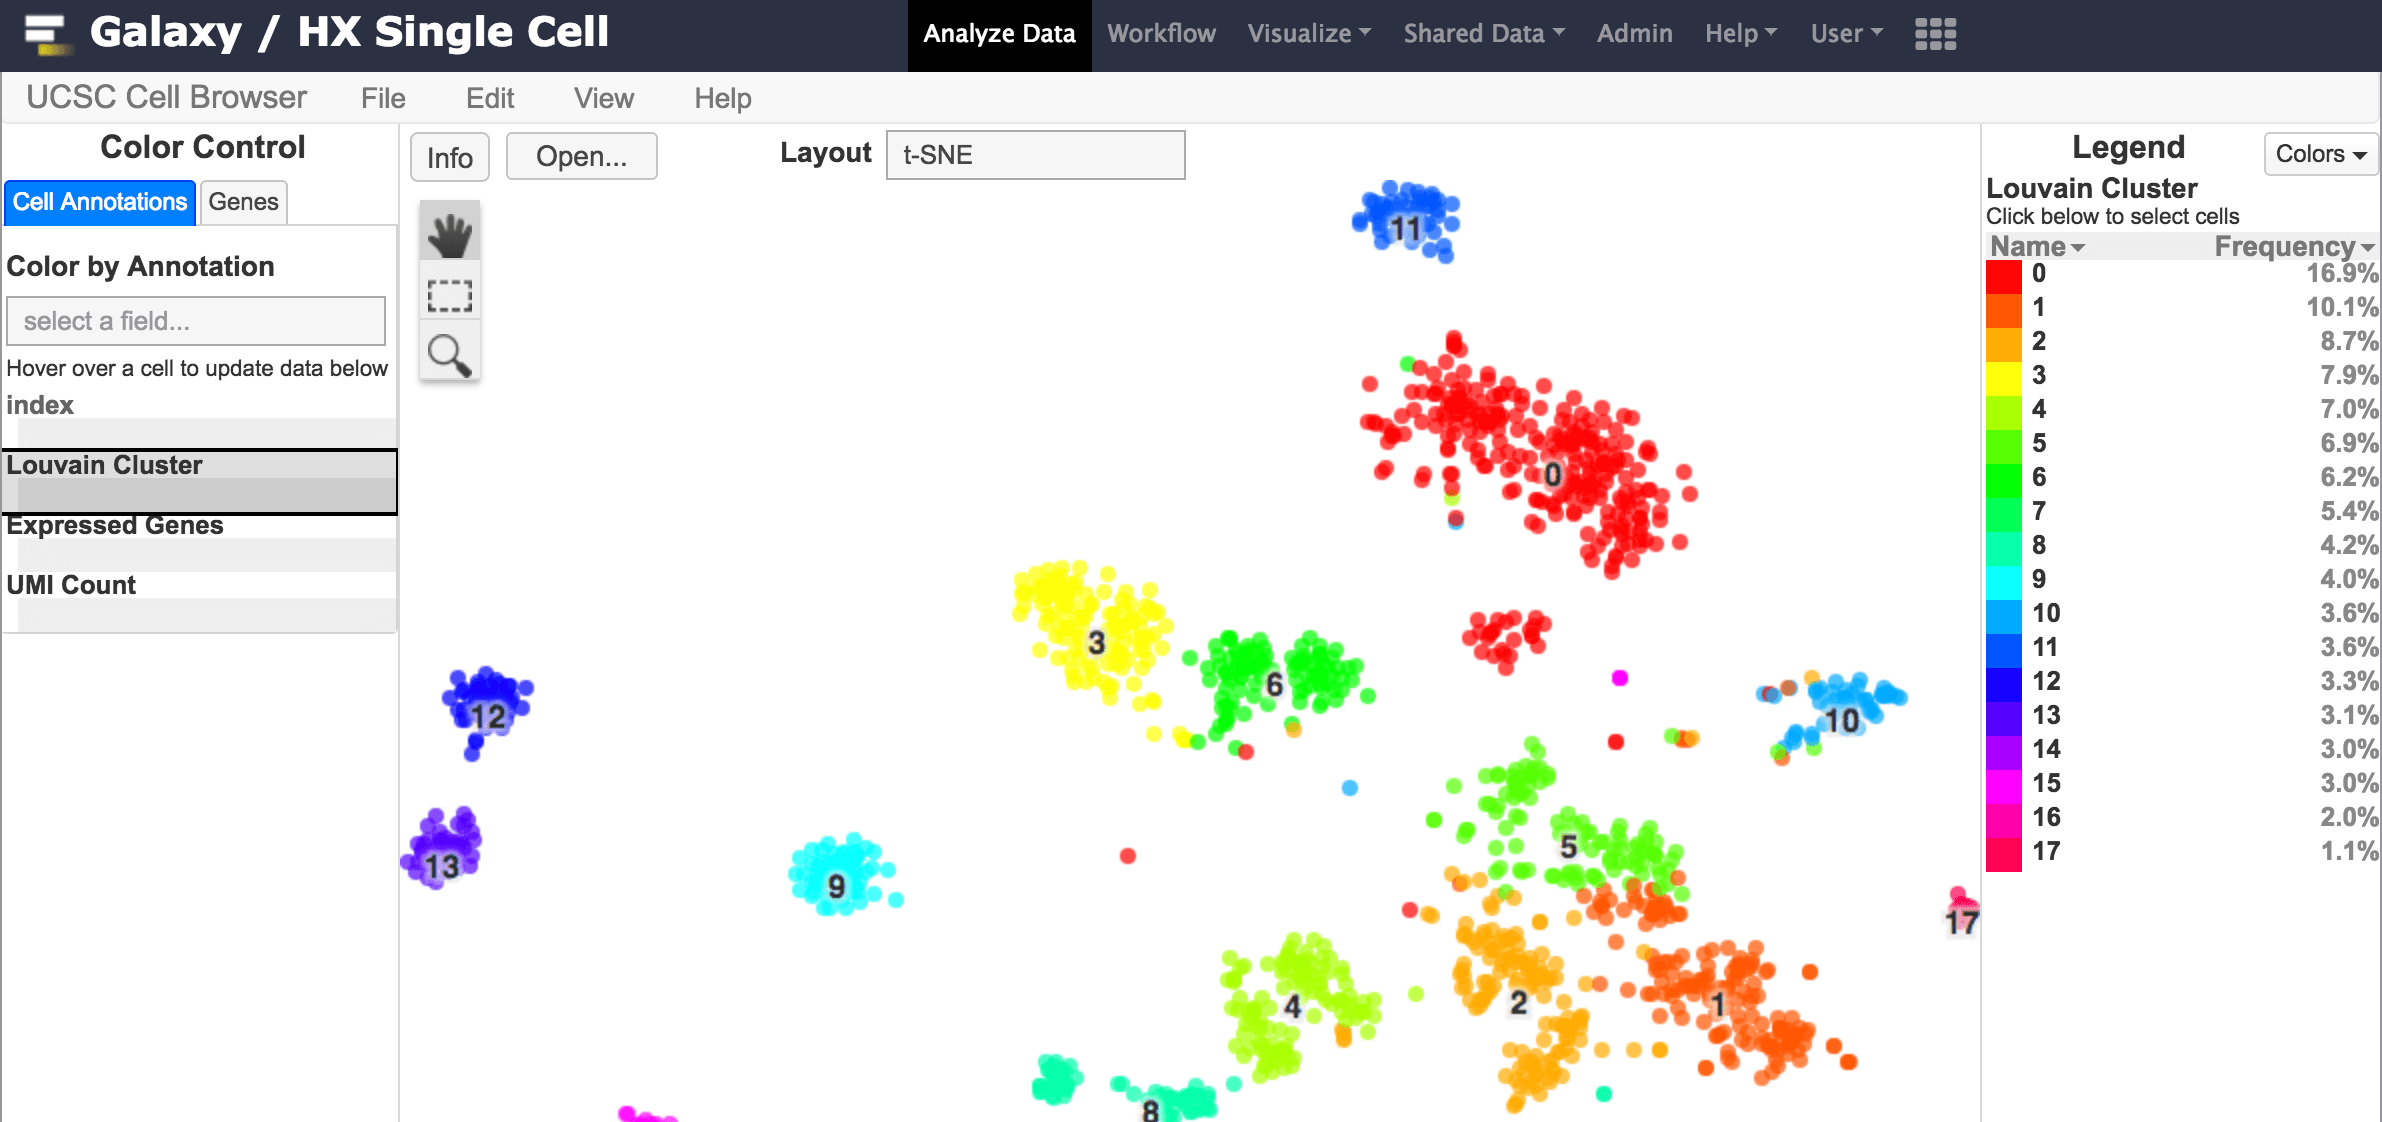 Galaxy / HX Single Cell
Analyze Data Workflow Visualize Shared Data Admin Help User
UCSC Cell Browser File Edit View Help
Color Control
Cell Annotations Genes
Color by Annotation
select a field...
Hover over a cell to update data below
index
Louvain Cluster
Expressed Genes
UMI Count
Info Open... Layout t-SNE
11
0
3
6
12
10
5
13
9
17
4
2
1
8
Legend Colors
Louvain Cluster
Click below to select cells
Name Frequency
0 16.9%
1 10.1%
2 8.7%
3 7.9%
4 7.0%
5 6.9%
6 6.2%
7 5.4%
8 4.2%
9 4.0%
10 3.6%
11 3.6%
12 3.3%
13 3.1%
14 3.0%
15 3.0%
16 2.0%
17 1.1%